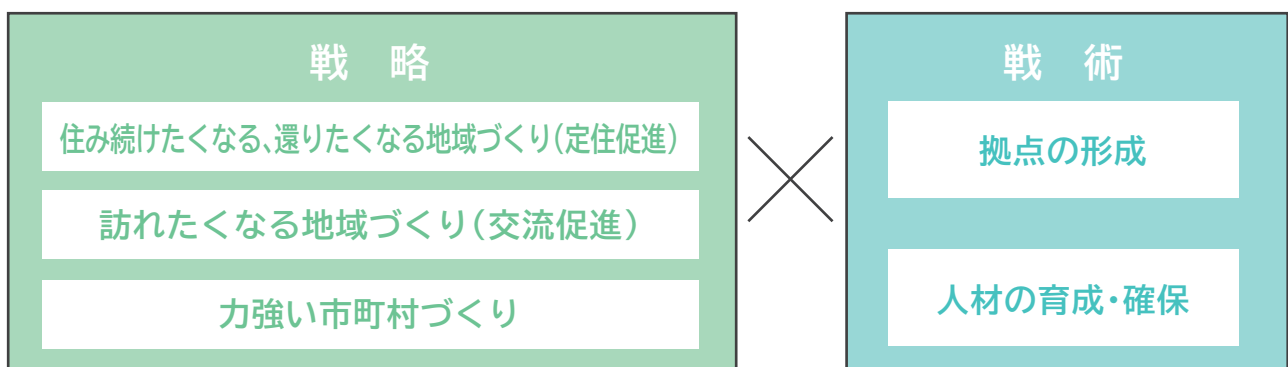 戦 略
住み続けたくなる、還りたくなる地域づくり(定住促進)
訪れたくなる地域づくり(交流促進)
力強い市町村づくり
戦 術
拠点の形成
人材の育成・確保